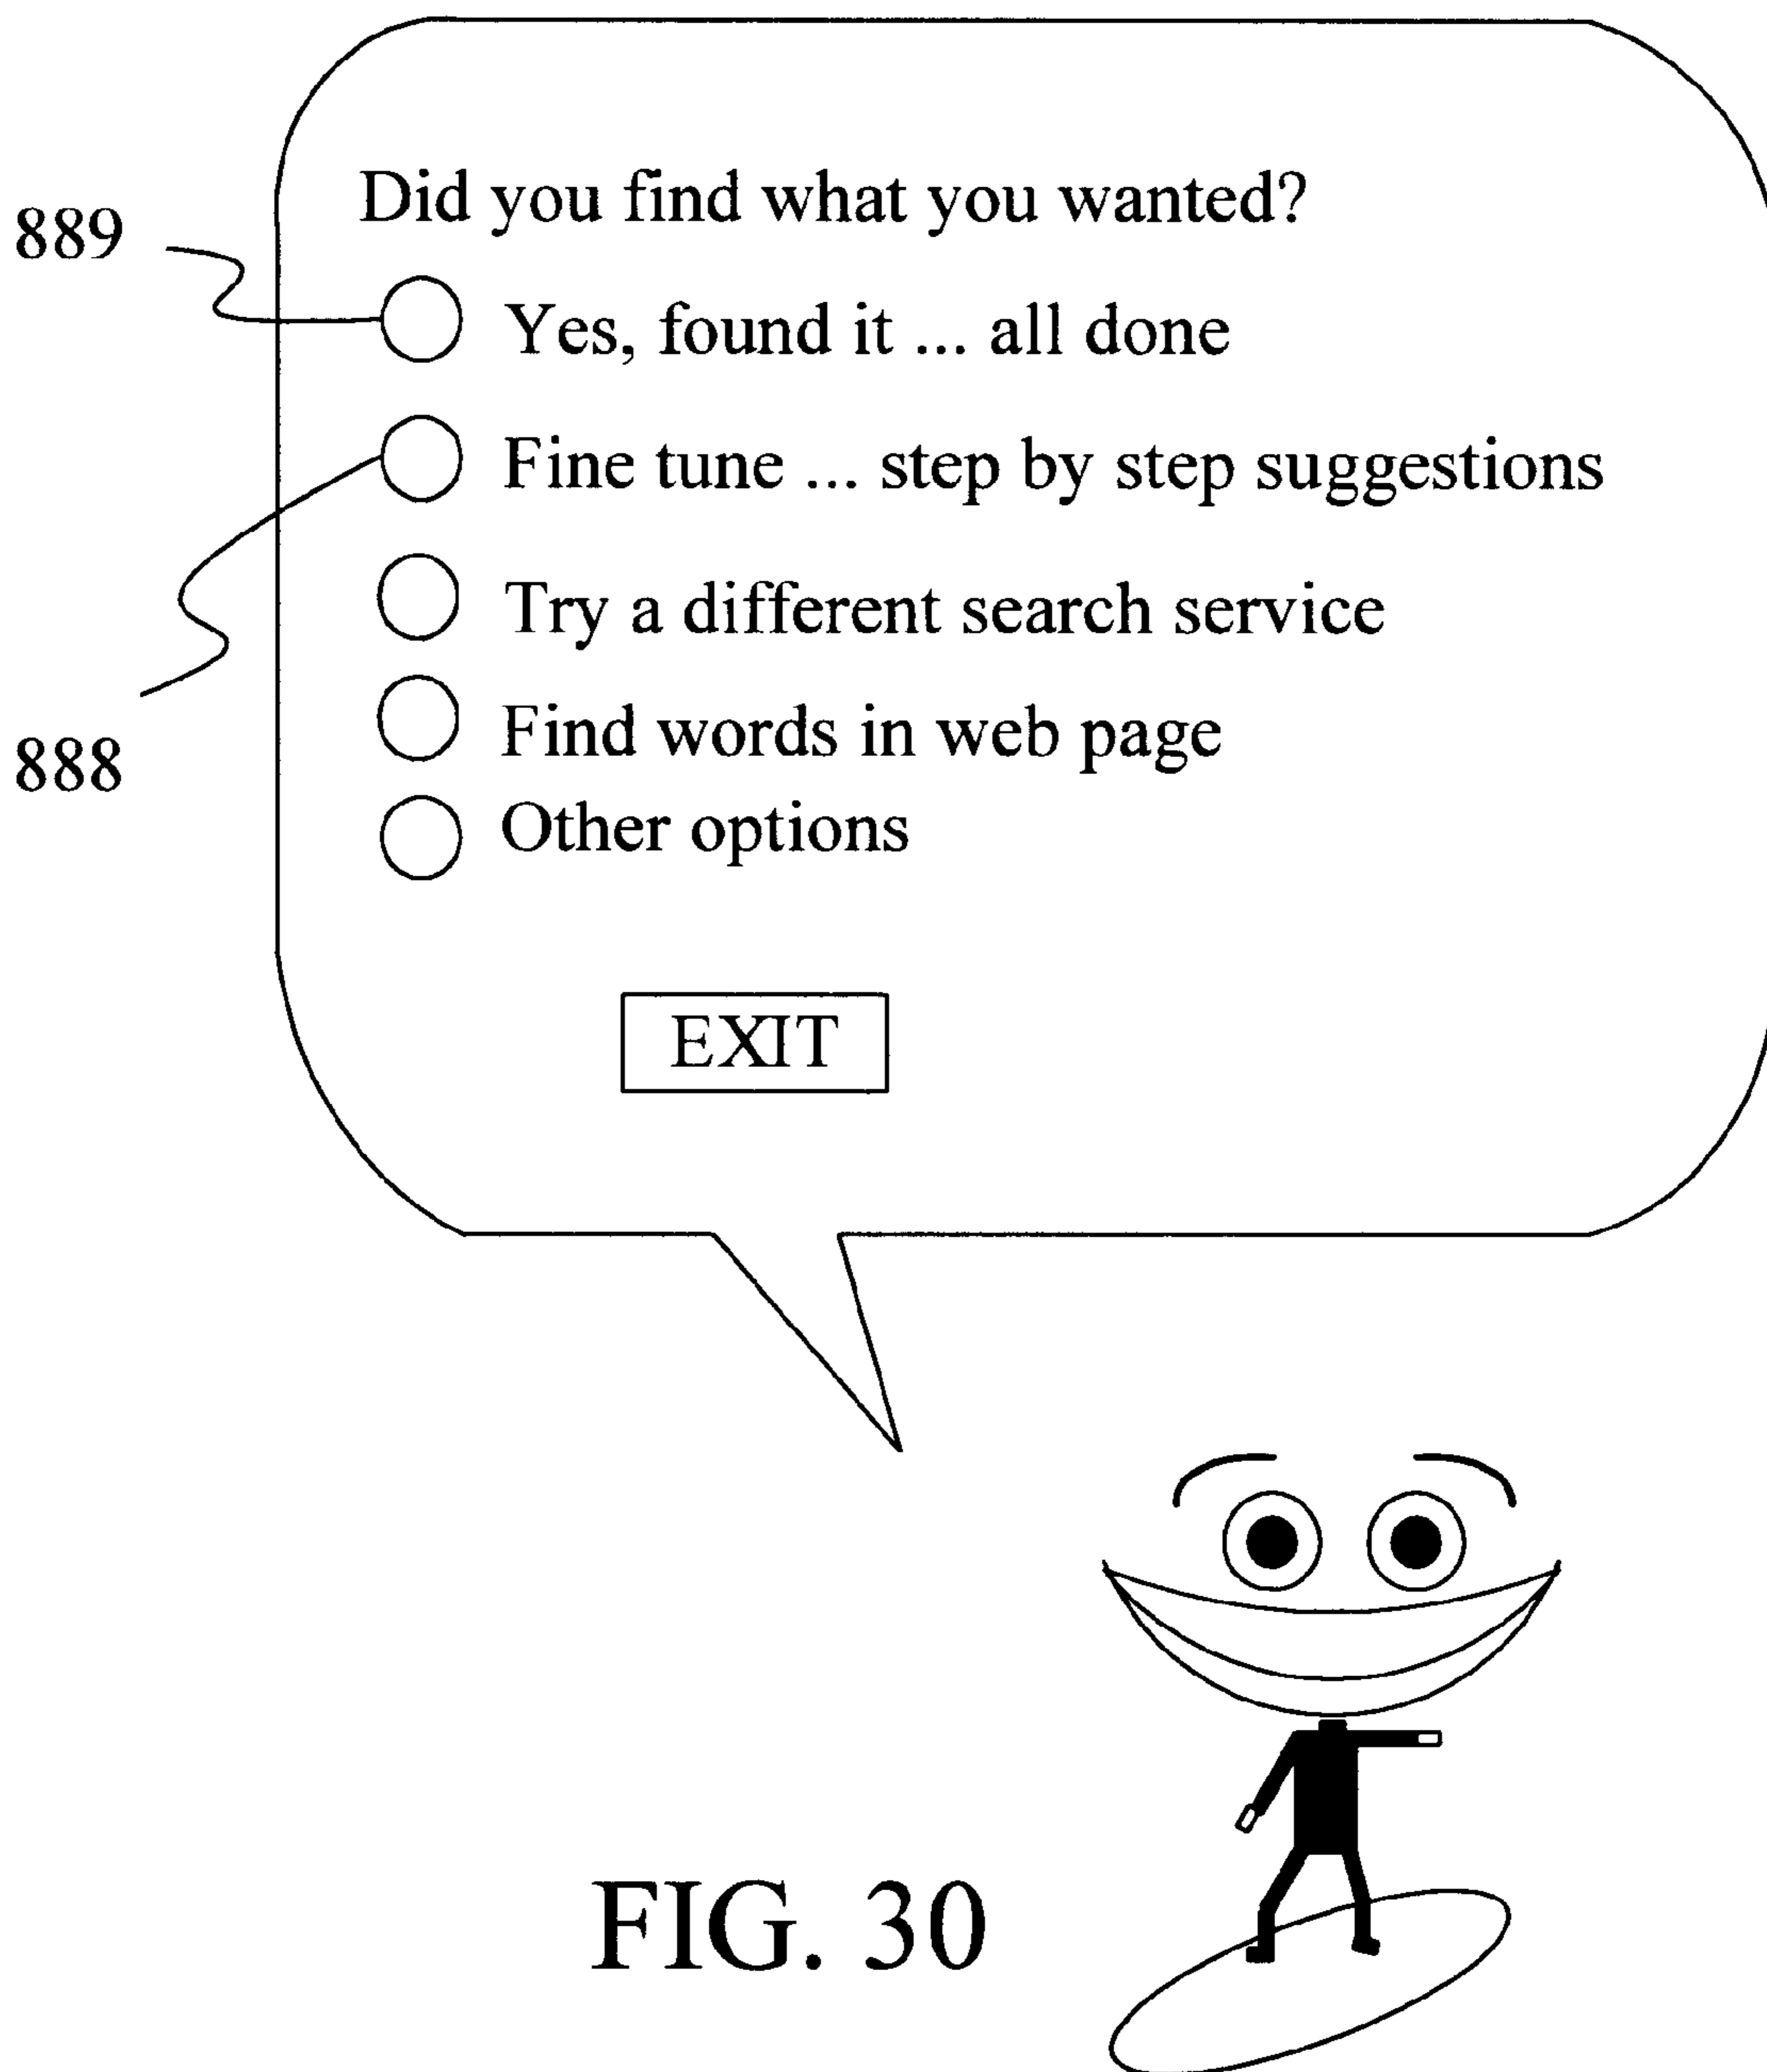 Did you find what you wanted?
889
Yes, found it ... all done
Fine tune ... step by step suggestions
Try a different search service
Find words in web page
888
Other options
EXIT
FIG. 30